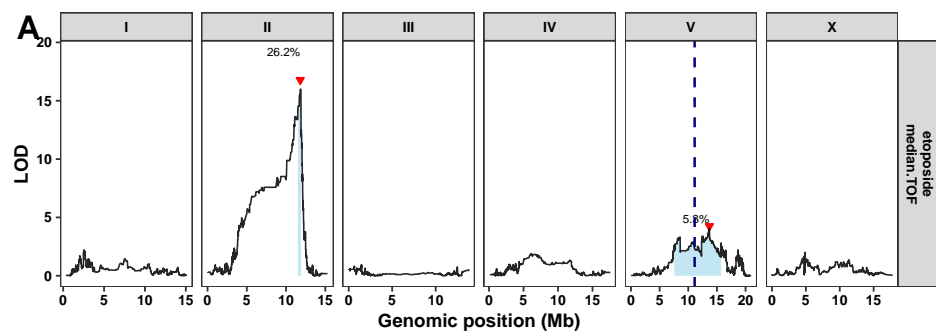 A
I II III IV V X
20
15
10
5
0
LOD
26.2%
5.8%
etoposide
median.TOF
0 5 10 15 0 5 10 15 0 5 10 0 5 10 15 0 5 10 15 20 0 5 10 15
Genomic position (Mb)